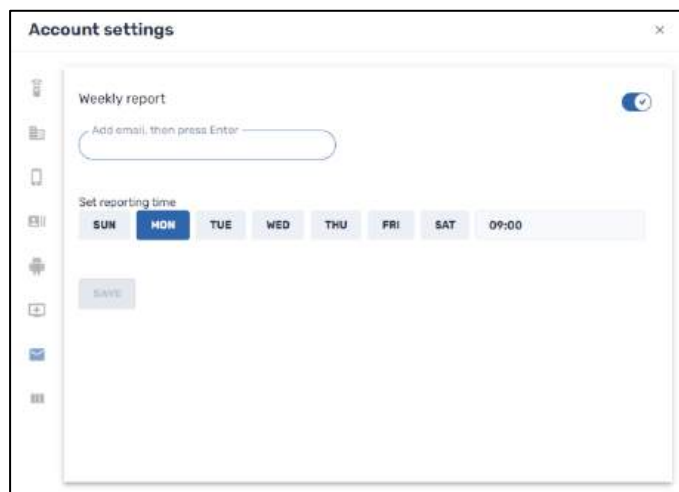 Account settings
Weekly report
Add email, then press Enter
Set reporting time
SUN MON TUE WED THU FRI SAT 09:00
SAVE